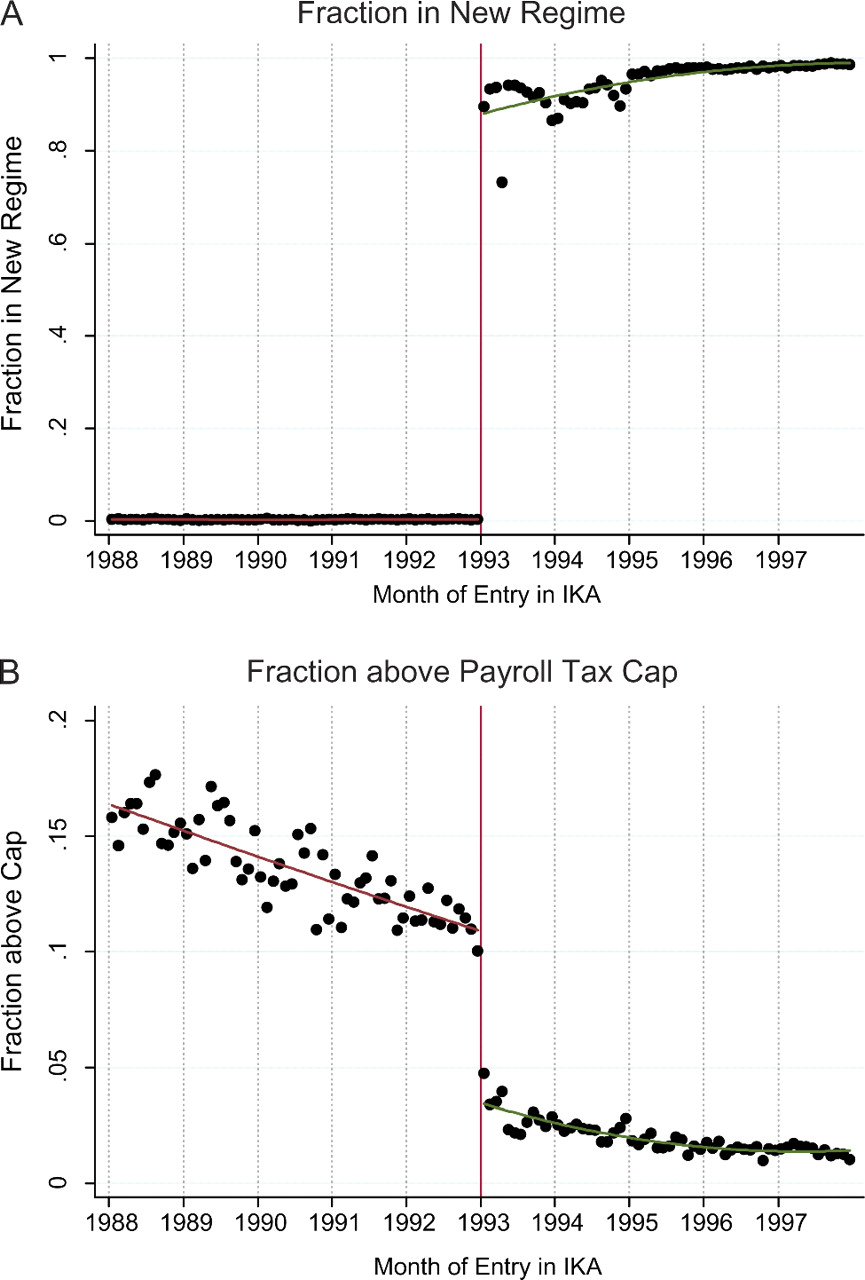 A
Fraction in New Regime
Fraction in New Regime
1
.8
.6
.4
.2
0
1988 1989 1990 1991 1992 1993 1994 1995 1996 1997
Month of Entry in IKA
B
Fraction above Payroll Tax Cap
Fraction above Cap
.2
.15
.1
.05
0
1988 1989 1990 1991 1992 1993 1994 1995 1996 1997
Month of Entry in IKA